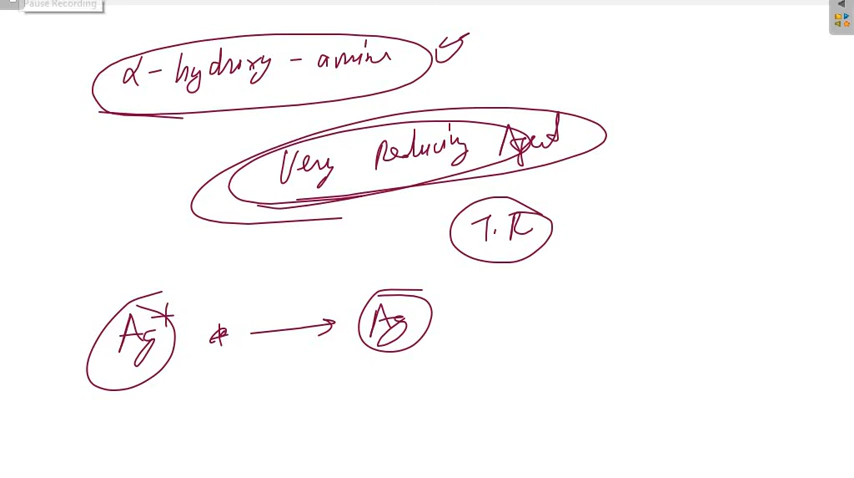 Pause Recording
α-hydroxy-amine
Very Reducing Agent
T.R
Ag+ → Ag